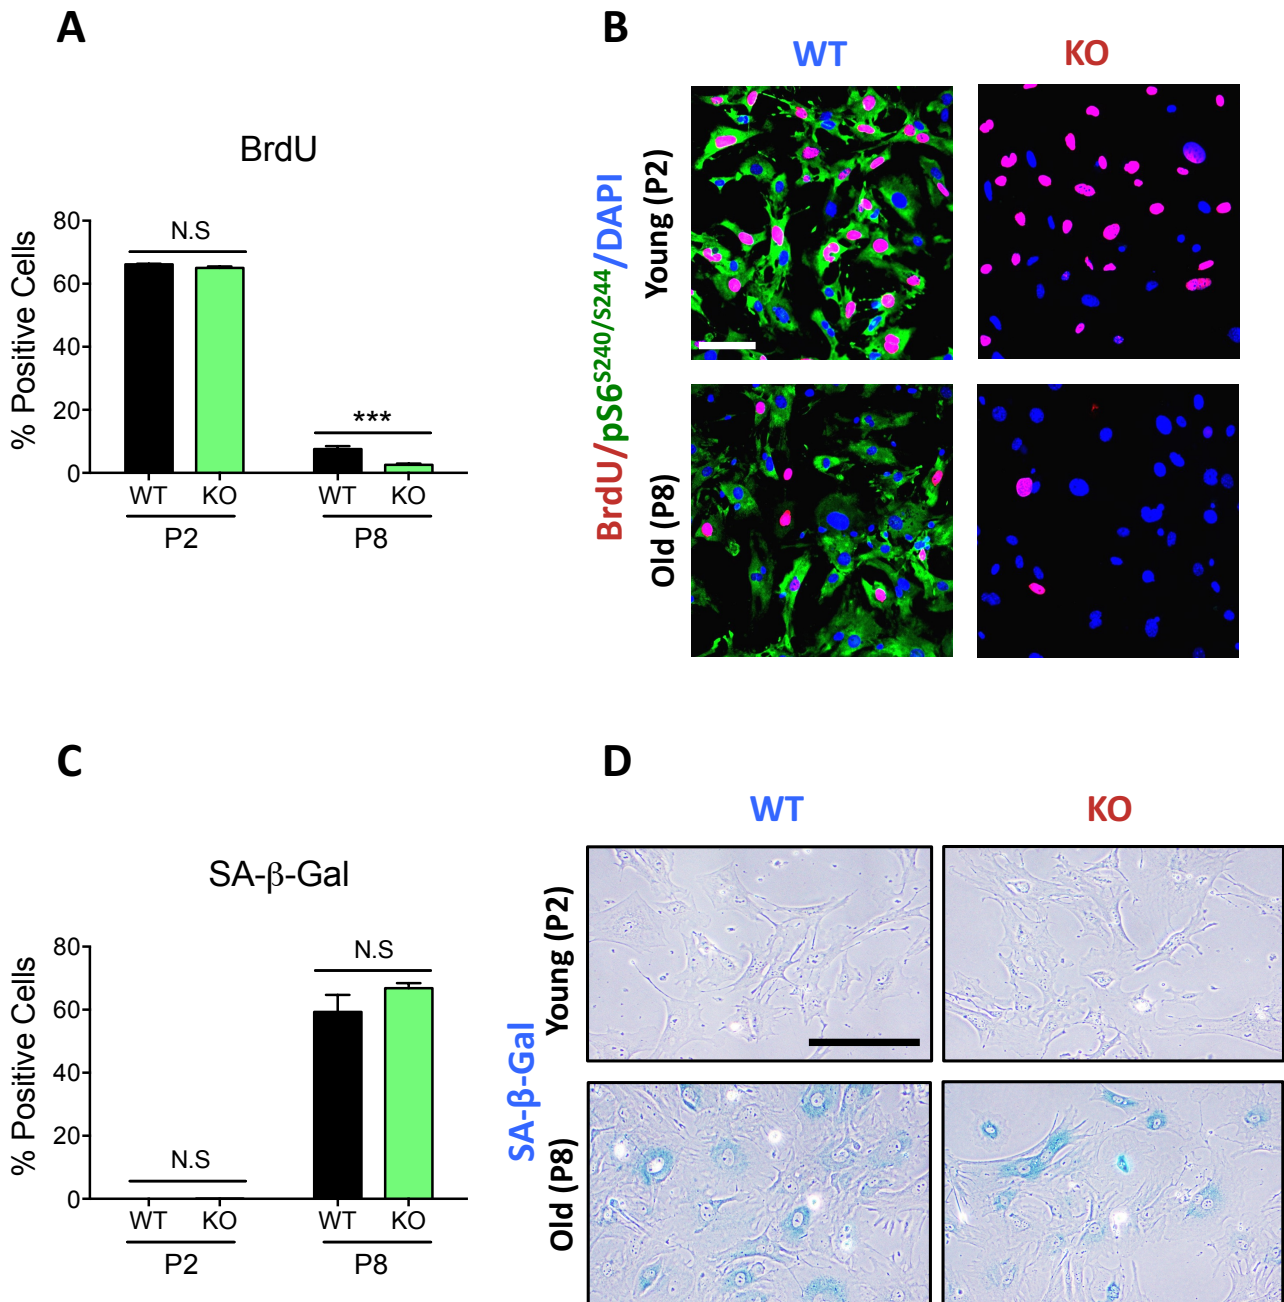 A
BrdU
% Positive Cells
80
60
40
20
0
N.S
***
WT
KO
WT
KO
P2
P8
B
WT
KO
BrdU/pS6S240/S244/DAPI
Young (P2)
Old (P8)
C
SA-β-Gal
% Positive Cells
80
60
40
20
0
N.S
N.S
WT
KO
WT
KO
P2
P8
D
WT
KO
SA-β-Gal
Young (P2)
Old (P8)